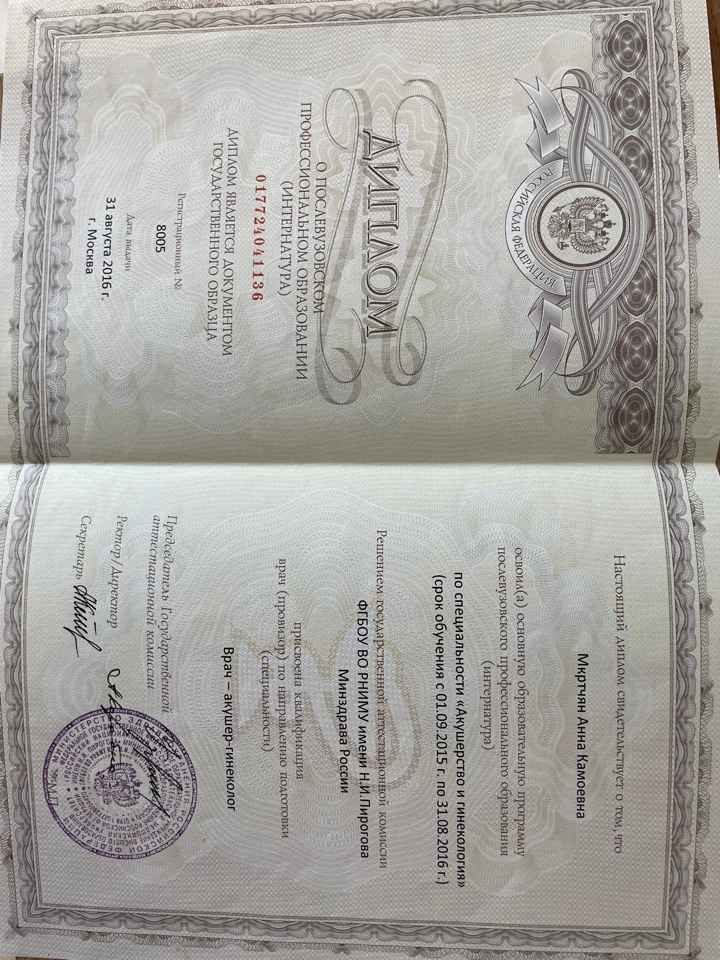 РОССИЙСКАЯ ФЕДЕРАЦИЯ
ДИПЛОМ
О ПОСЛЕВУЗОВСКОМ
ПРОФЕССИОНАЛЬНОМ ОБРАЗОВАНИИ
(ИНТЕРНАТУРА)
017724041136
ДИПЛОМ ЯВЛЯЕТСЯ ДОКУМЕНТОМ
ГОСУДАРСТВЕННОГО ОБРАЗЦА
Регистрационный №
8005
Дата выдачи
31 августа 2016 г.
г. Москва
Настоящий диплом свидетельствует о том, что
Мкртчян Анна Камоевна
освоил(а) основную образовательную программу
послевузовского профессионального образования
(интернатура)
по специальности «Акушерство и гинекология»
(срок обучения с 01.09.2015 г. по 31.08.2016 г.)
Решением государственной аттестационной комиссии
ФГБОУ ВО РНИМУ имени Н.И.Пирогова
Минздрава России
присвоена квалификация
врач (провизор) по направлению подготовки
(специальности)
Врач – акушер-гинеколог
Председатель Государственной
аттестационной комиссии
Ректор/Директор
Секретарь
М.П.